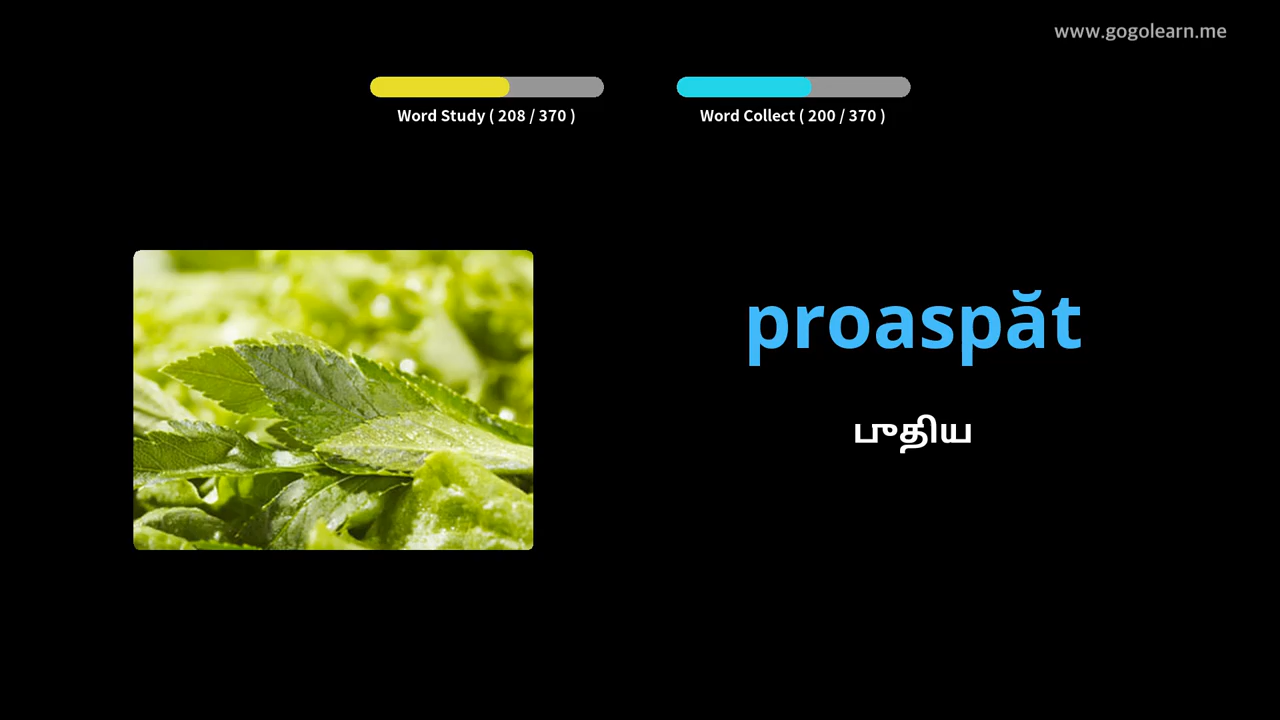 www.gogolearn.me
Word Study ( 208 / 370 )
Word Collect ( 200 / 370 )
proaspăt
புதிய